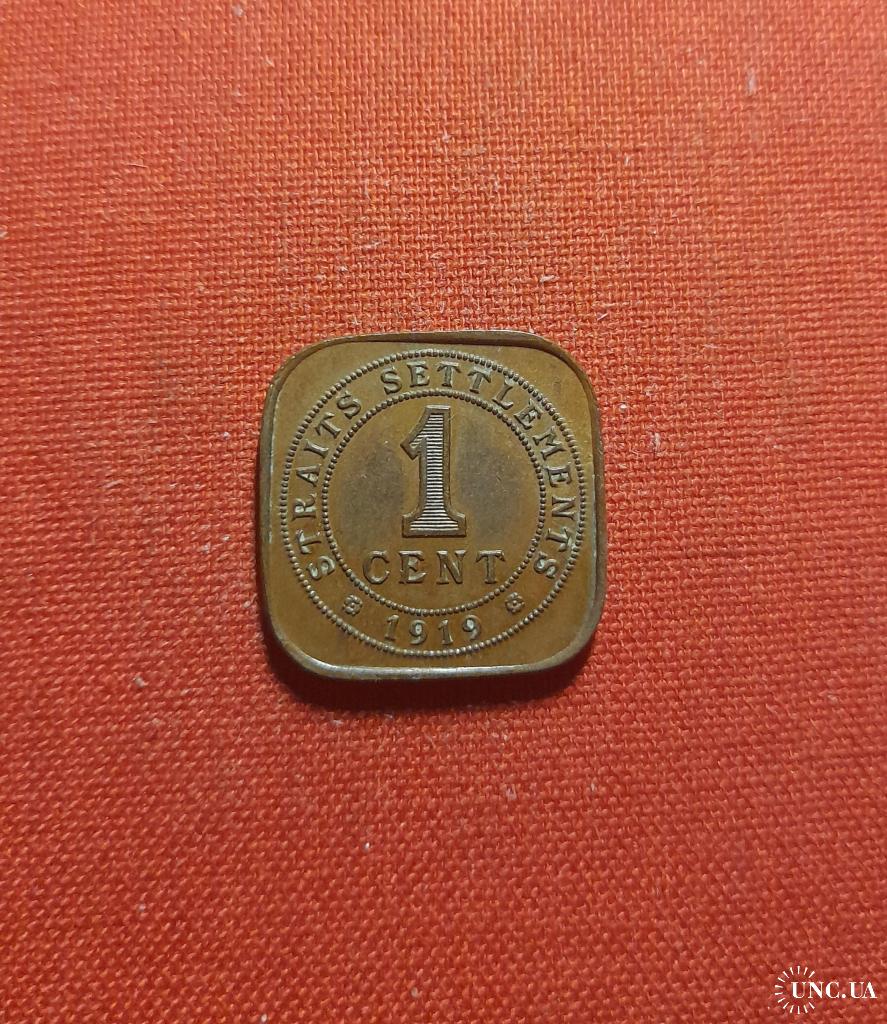 STRAITS SETTLEMENTS
1
CENT
1919
UNC.UA